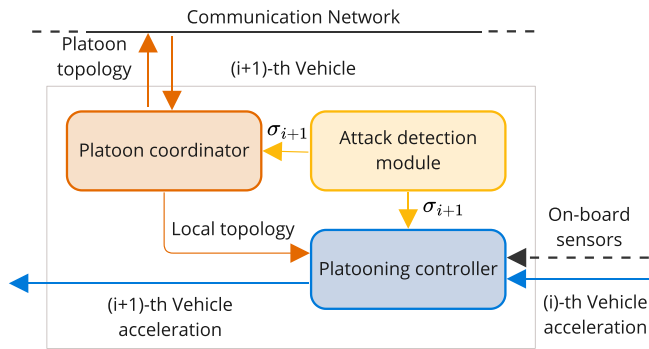 Communication Network
Platoon
topology
(i+1)-th Vehicle
Platoon coordinator
σᵢ₊₁
Attack detection
module
σᵢ₊₁
Local topology
On-board
sensors
Platooning controller
(i+1)-th Vehicle
acceleration
(i)-th Vehicle
acceleration